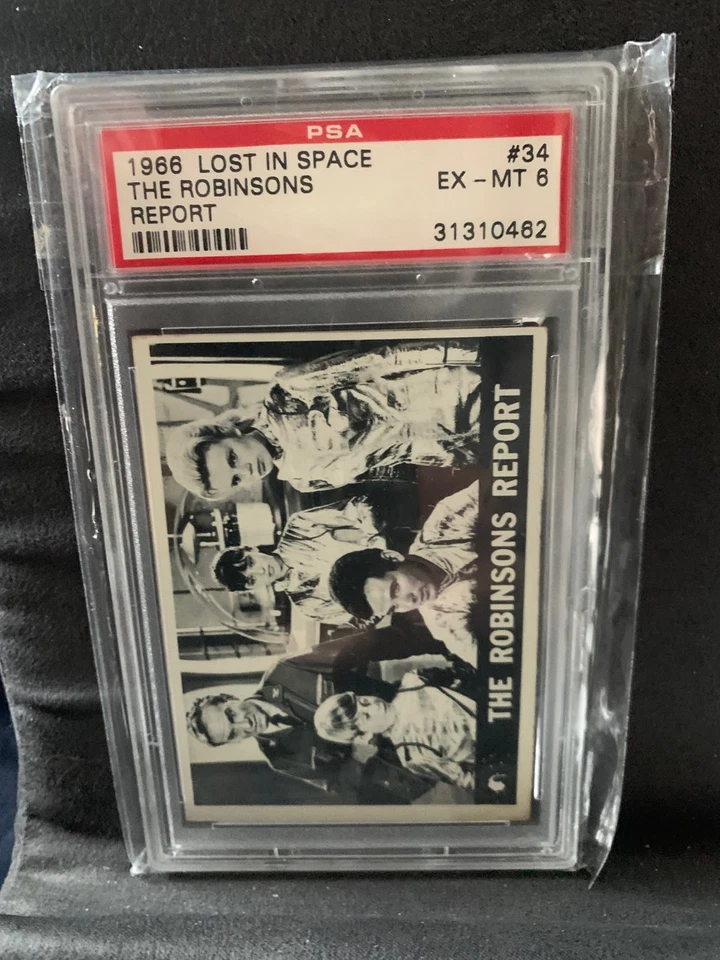 PSA
1966 LOST IN SPACE #34
THE ROBINSONS EX - MT 6
REPORT
31310462
THE ROBINSONS REPORT